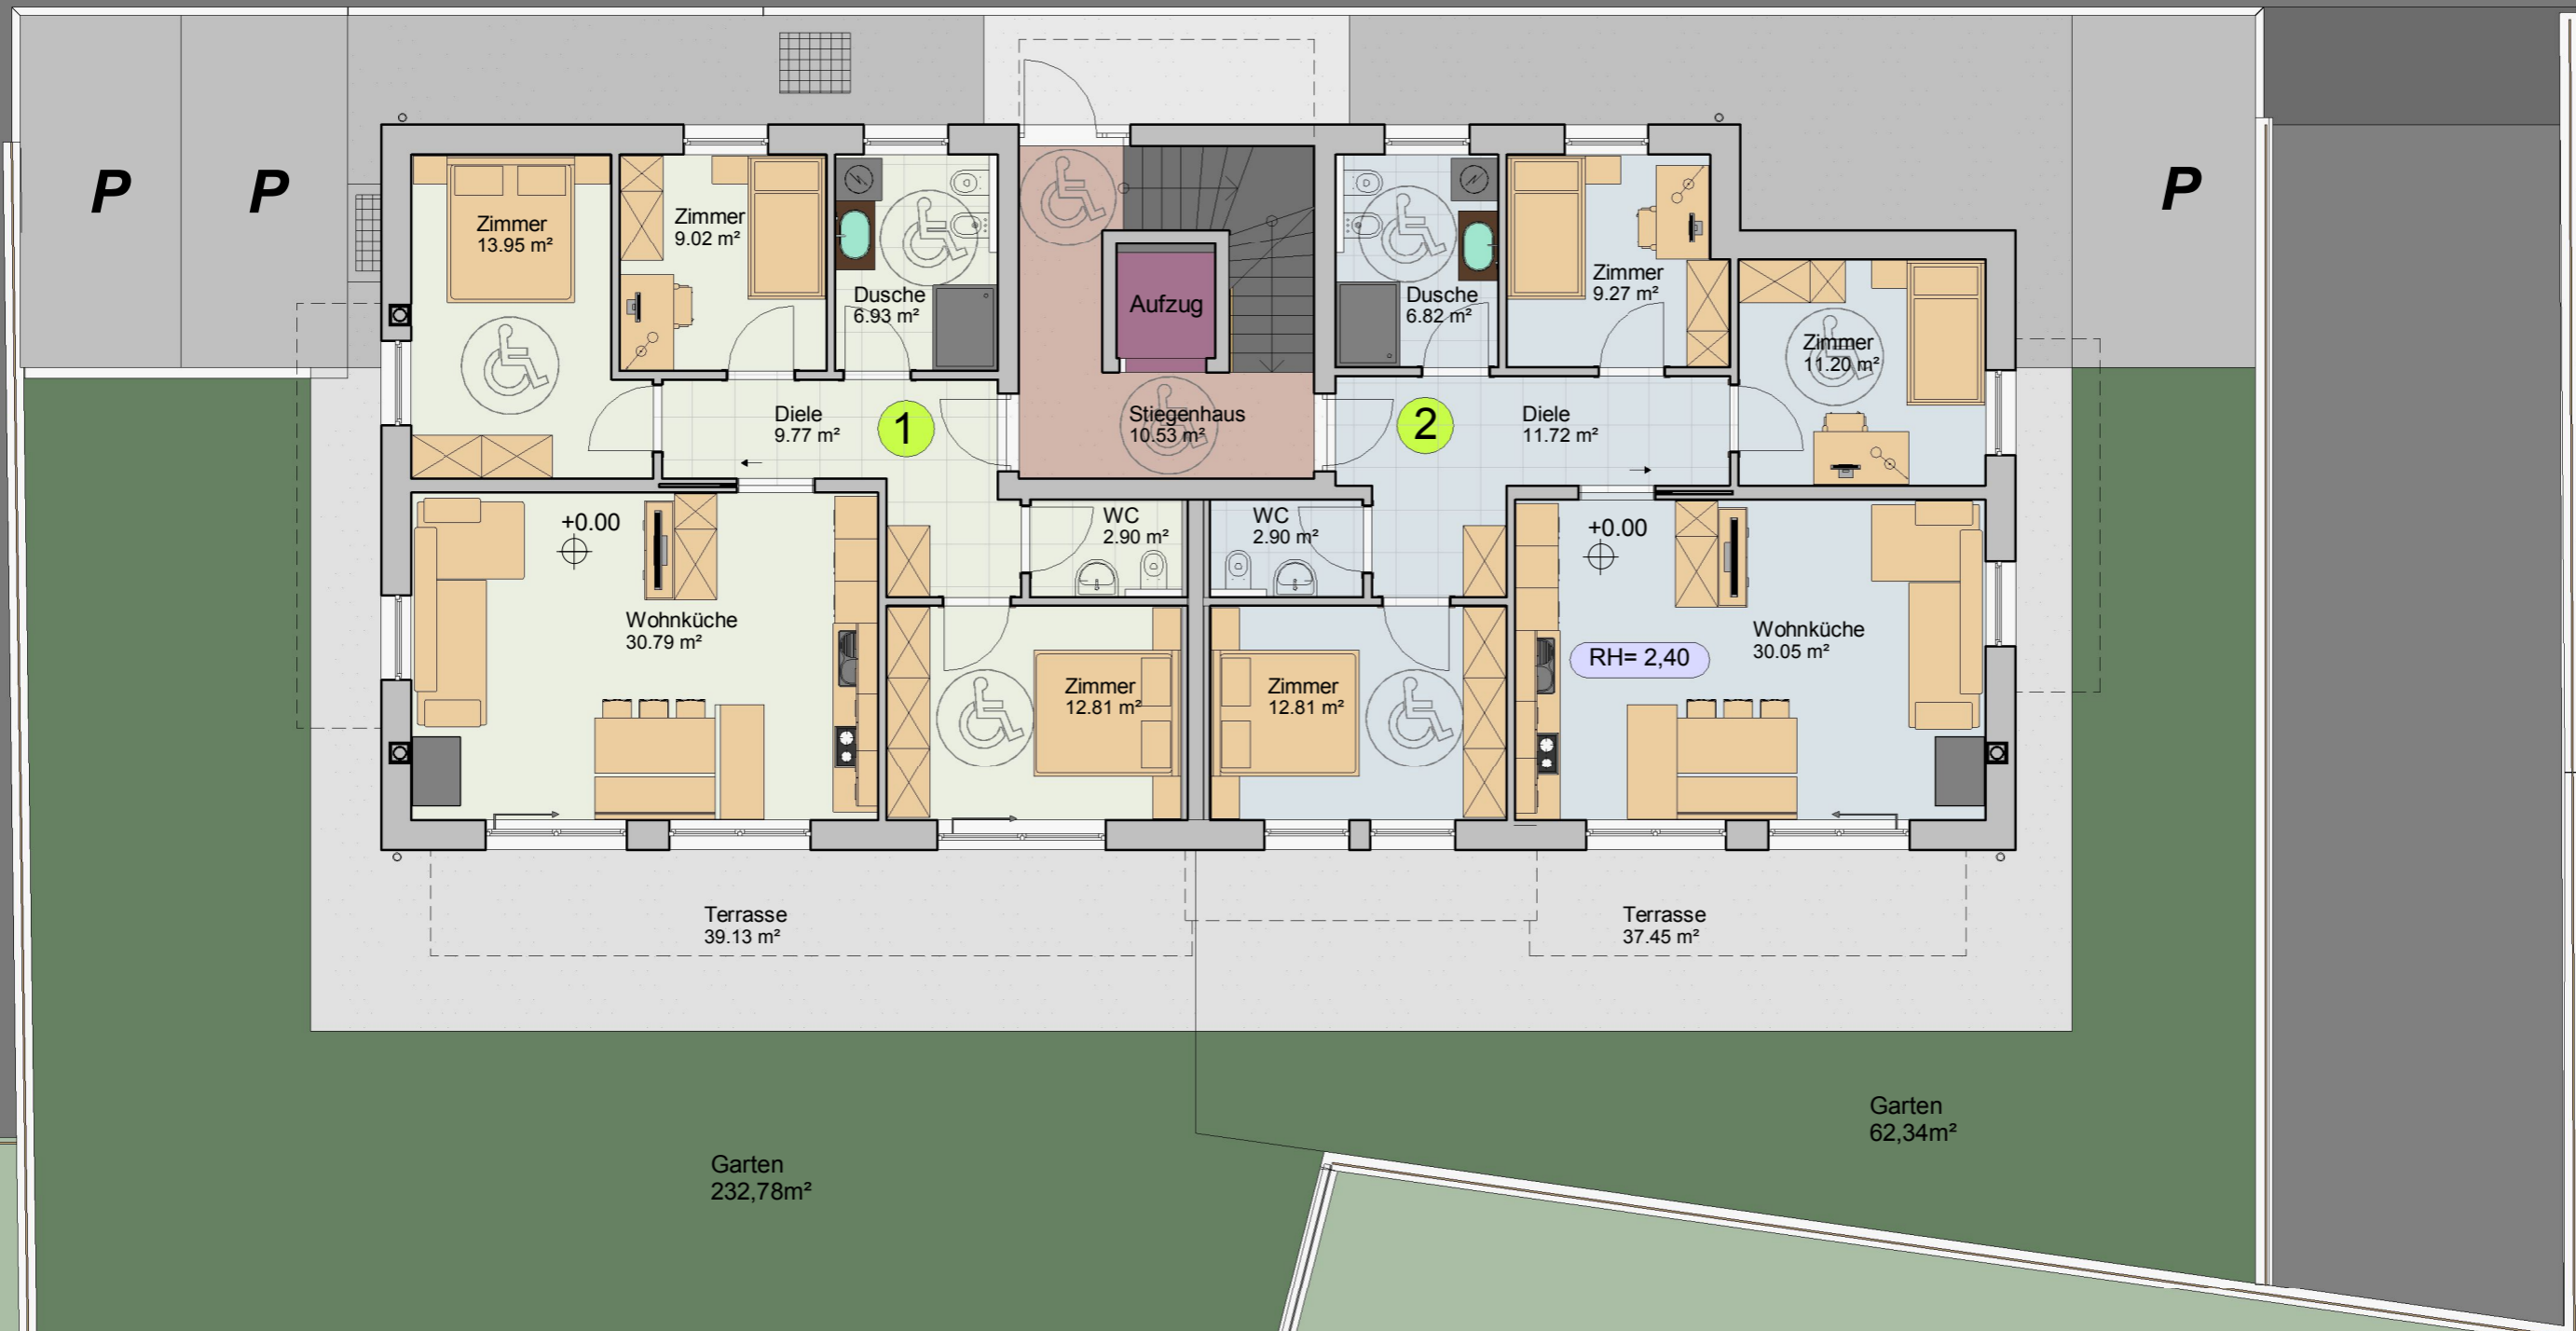 P
P
P
Zimmer
13.95 m²
Zimmer
9.02 m²
Dusche
6.93 m²
Aufzug
Dusche
6.82 m²
Zimmer
9.27 m²
Zimmer
11.20 m²
Diele
9.77 m²
1
Stiegenhaus
10.53 m²
2
Diele
11.72 m²
+0.00
WC
2.90 m²
WC
2.90 m²
+0.00
Wohnküche
30.79 m²
Wohnküche
30.05 m²
RH= 2,40
Zimmer
12.81 m²
Zimmer
12.81 m²
Terrasse
39.13 m²
Terrasse
37.45 m²
Garten
62,34m²
Garten
232,78m²